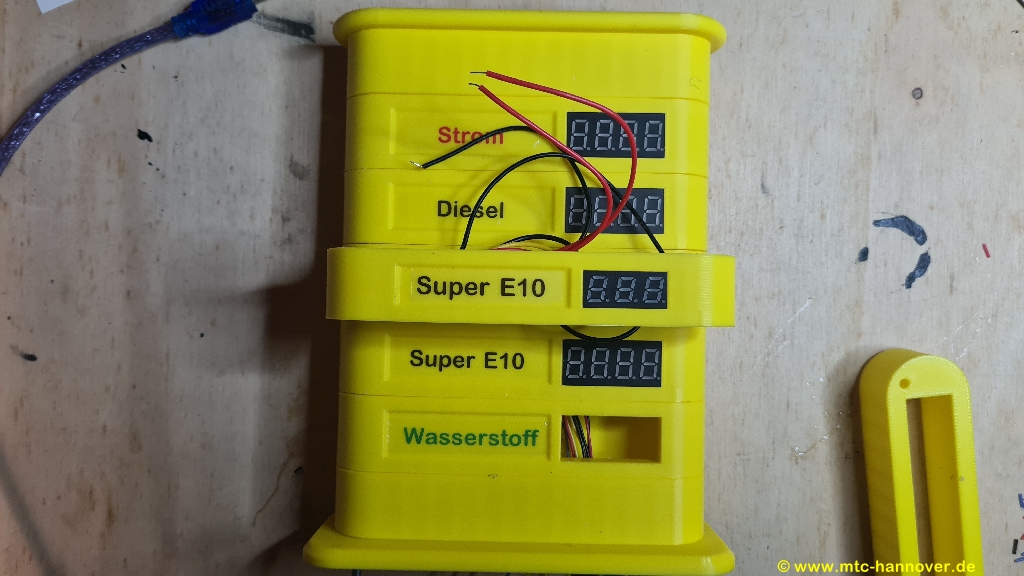 Strom
Diesel
Super E10
Super E10
Wasserstoff
© www.mtc-hannover.de